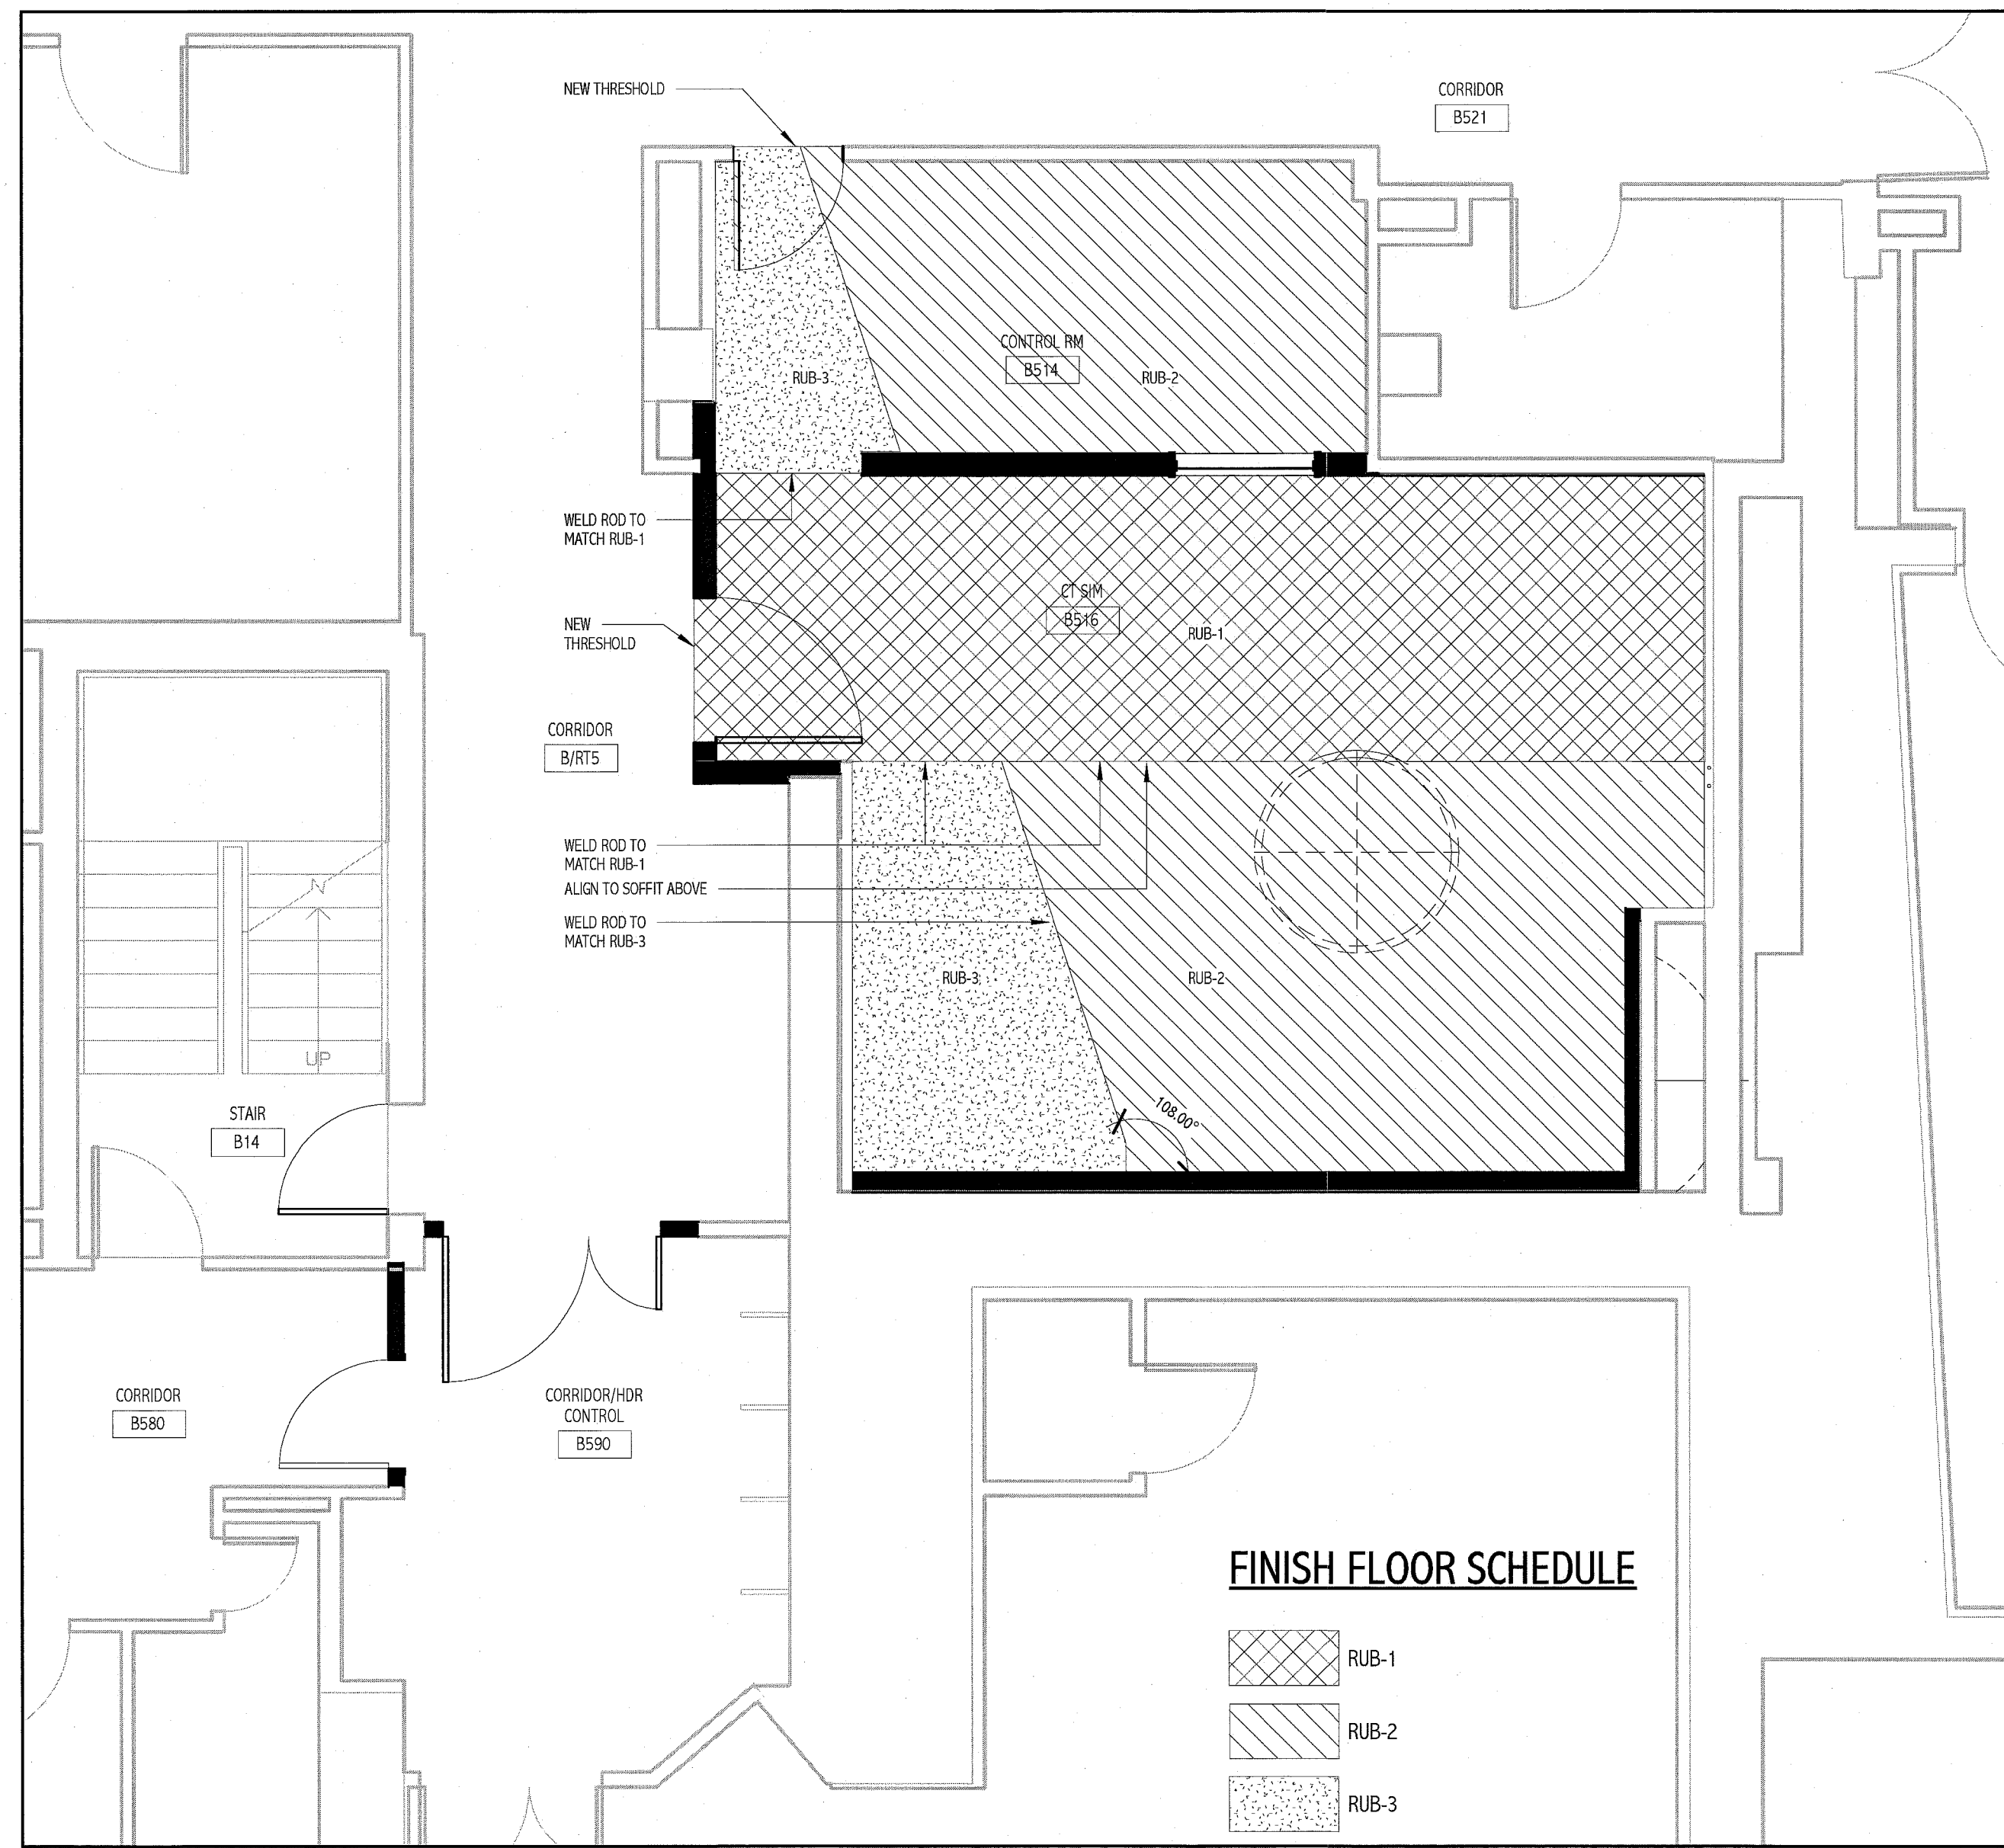 NEW THRESHOLD
CORRIDOR
B521
CONTROL RM
B514
RUB-3
RUB-2
WELD ROD TO
MATCH RUB-1
CT SIM
B516
RUB-1
NEW
THRESHOLD
CORRIDOR
B/RT5
WELD ROD TO
MATCH RUB-1
ALIGN TO SOFFIT ABOVE
WELD ROD TO
MATCH RUB-3
N
UP
RUB-3
RUB-2
108.00°
STAIR
B14
CORRIDOR
B580
CORRIDOR/HDR
CONTROL
B590
FINISH FLOOR SCHEDULE
RUB-1
RUB-2
RUB-3